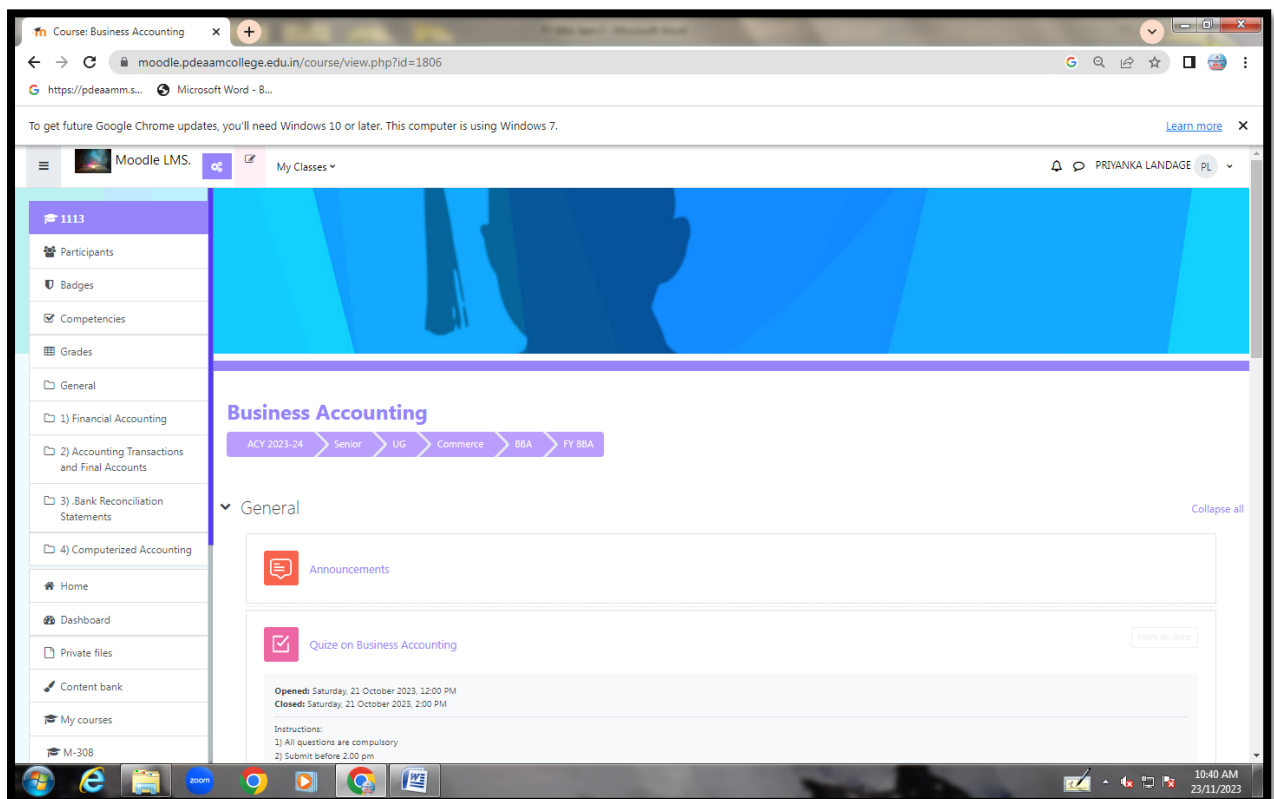 Course: Business Accounting
moodle.pdeaamcollege.edu.in/course/view.php?id=1806
https://pdeaamm.s... Microsoft Word - B...
To get future Google Chrome updates, you'll need Windows 10 or later. This computer is using Windows 7. Learn more
Moodle LMS. My Classes PRIYANKA LANDAGE PL
1113
Participants
Badges
Competencies
Grades
General
1) Financial Accounting
2) Accounting Transactions
and Final Accounts
3) .Bank Reconciliation
Statements
4) Computerized Accounting
Home
Dashboard
Private files
Content bank
My courses
M-308
Business Accounting
ACY 2023-24 Senior UG Commerce BBA FY BBA
General Collapse all
Announcements
Quize on Business Accounting Mark as done
Opened: Saturday, 21 October 2023, 12:00 PM
Closed: Saturday, 21 October 2023, 2:00 PM
Instructions:
1) All questions are compulsory
2) Submit before 2.00 pm
zoom
10:40 AM
23/11/2023